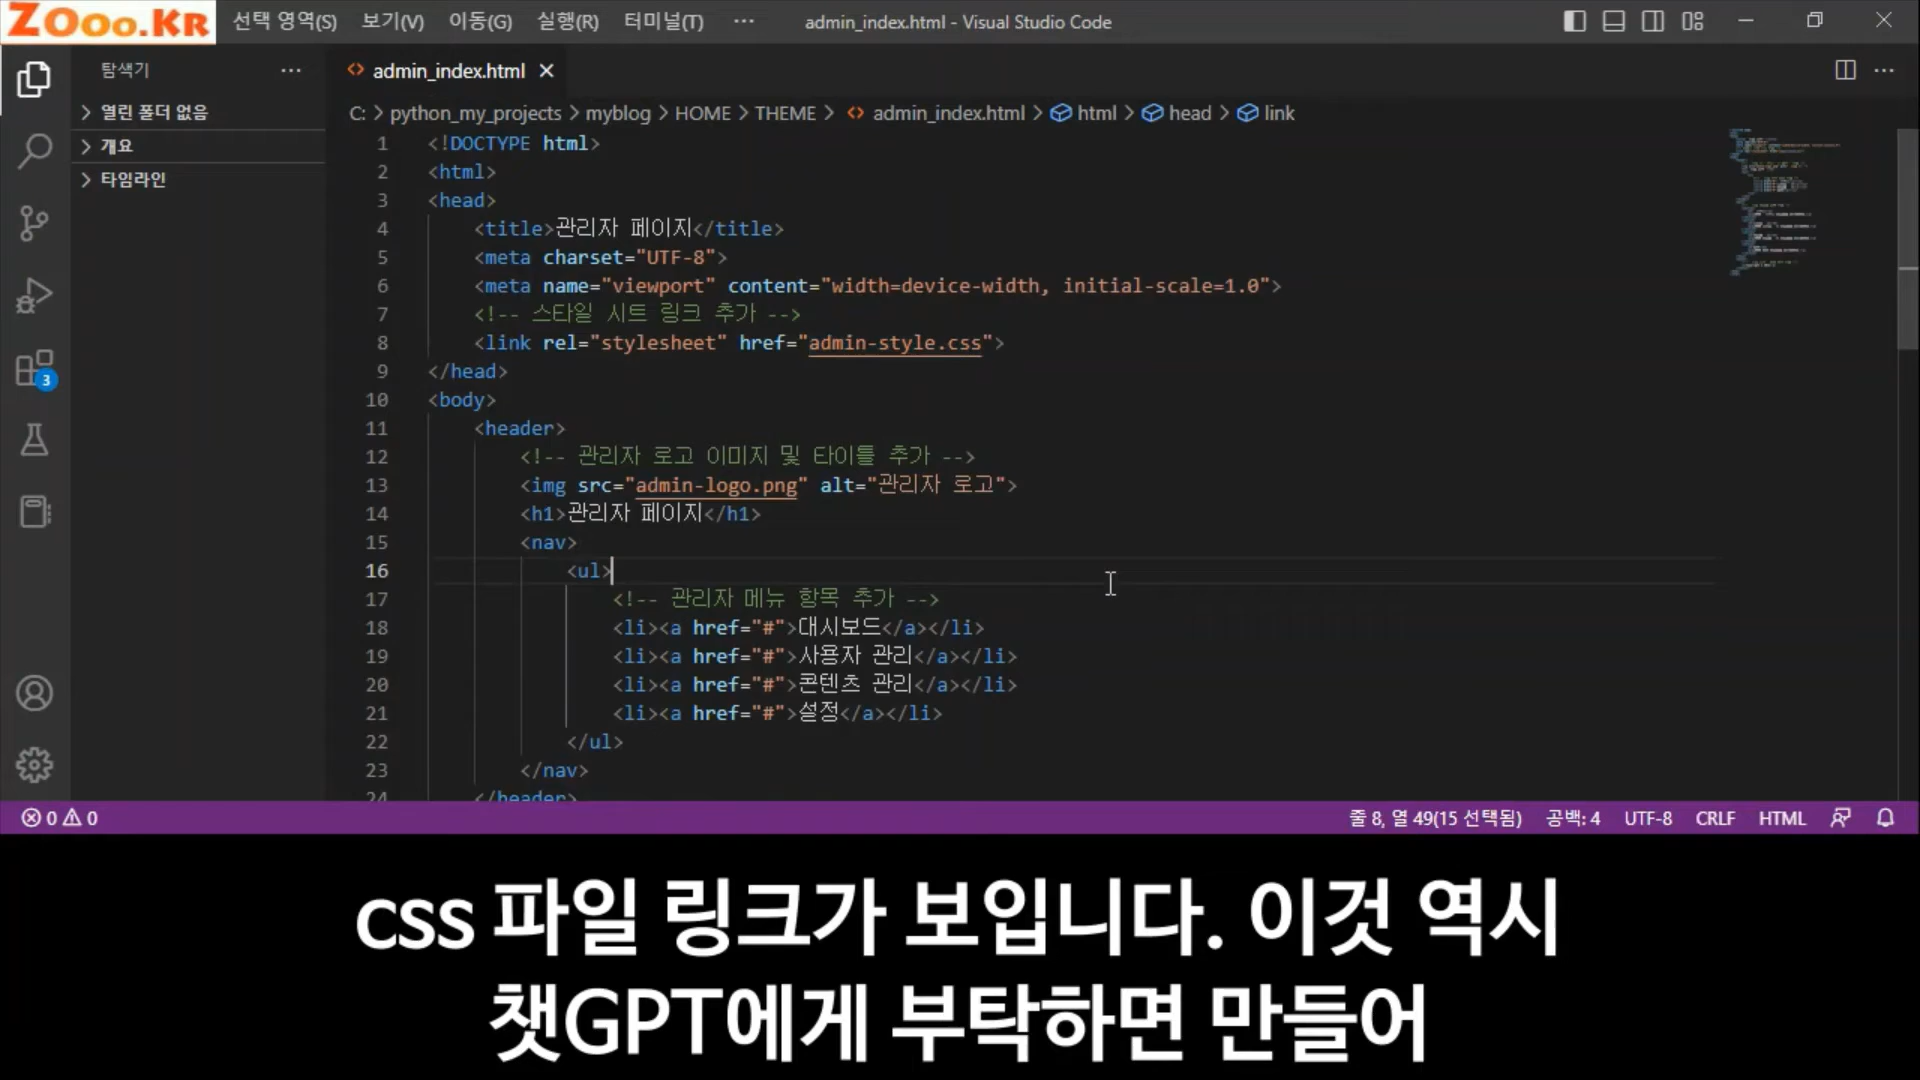 ZOoo.KR
선택 영역(S) 보기(V) 이동(G) 실행(R) 터미널(T) ··· admin_index.html - Visual Studio Code
탐색기 ···
열린 폴더 없음
개요
타임라인
3
admin_index.html
C: > python_my_projects > myblog > HOME > THEME > admin_index.html > html > head > link
1 <!DOCTYPE html>
2 <html>
3 <head>
4 <title>관리자 페이지</title>
5 <meta charset="UTF-8">
6 <meta name="viewport" content="width=device-width, initial-scale=1.0">
7 <!-- 스타일 시트 링크 추가 -->
8 <link rel="stylesheet" href="admin-style.css">
9 </head>
10 <body>
11 <header>
12 <!-- 관리자 로고 이미지 및 타이틀 추가 -->
13 <img src="admin-logo.png" alt="관리자 로고">
14 <h1>관리자 페이지</h1>
15 <nav>
16 <ul>
17 <!-- 관리자 메뉴 항목 추가 -->
18 <li><a href="#">대시보드</a></li>
19 <li><a href="#">사용자 관리</a></li>
20 <li><a href="#">콘텐츠 관리</a></li>
21 <li><a href="#">설정</a></li>
22 </ul>
23 </nav>
24 </header>
0 0 줄 8, 열 49(15 선택됨) 공백: 4 UTF-8 CRLF HTML
css 파일 링크가 보입니다. 이것 역시
챗GPT에게 부탁하면 만들어